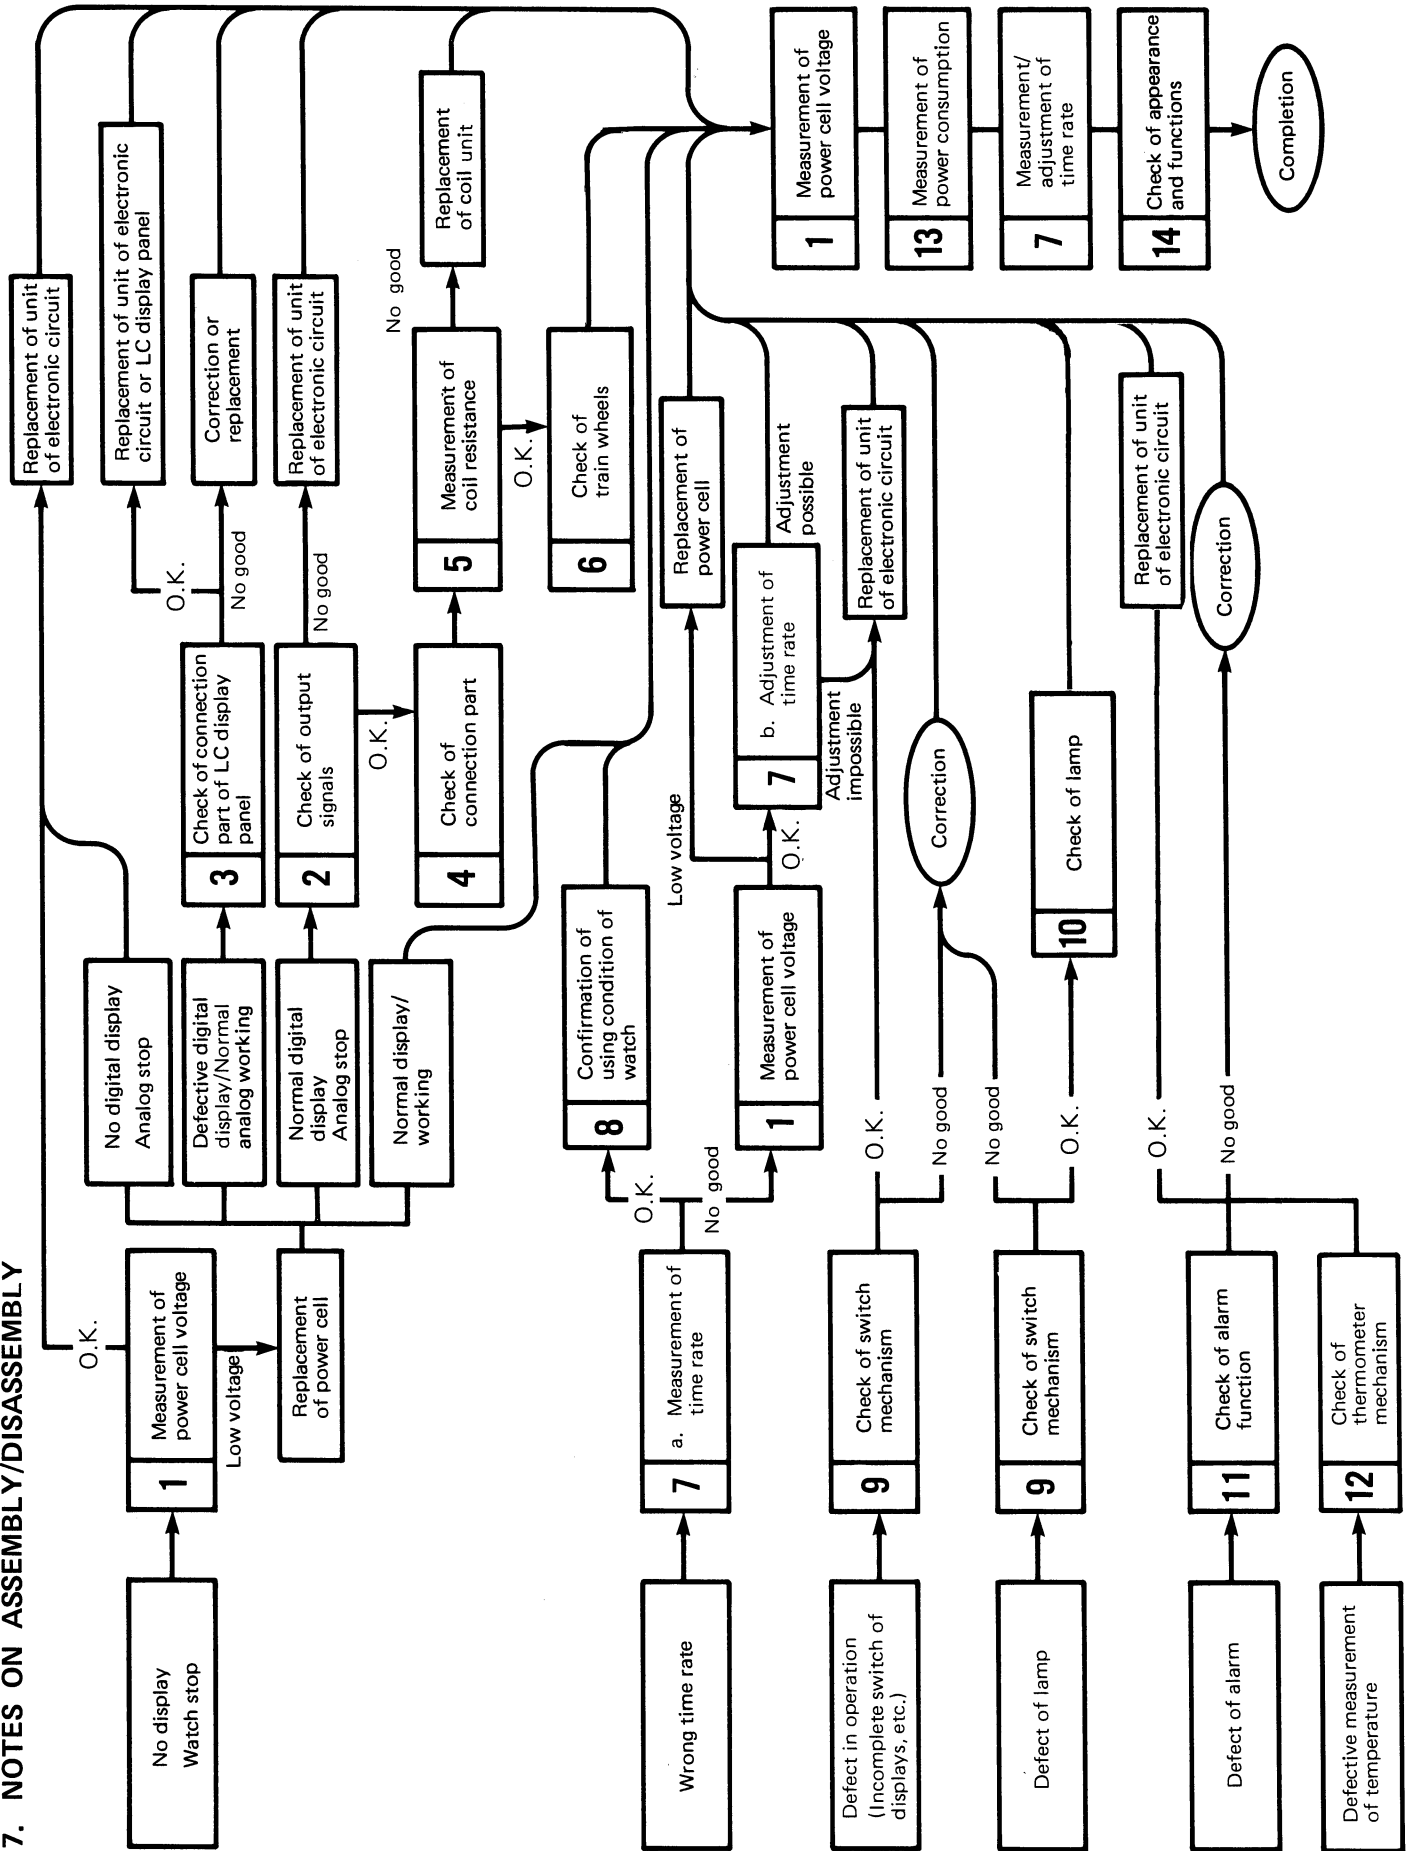 7. NOTES ON ASSEMBLY/DISASSEMBLY
No display
Watch stop
1
Measurement of
power cell voltage
O.K.
Low voltage
Replacement
of power cell
No digital display
Analog stop
Defective digital
display/Normal
analog working
Normal digital
display
Analog stop
Normal display/
working
3
Check of connection
part of LC display
panel
2
Check of output
signals
O.K.
4
Check of
connection part
O.K.
No good
No good
Replacement of unit
of electronic circuit
Replacement of unit of electronic
circuit or LC display panel
Correction or
replacement
Replacement of unit
of electronic circuit
5
Measurement of
coil resistance
No good
Replacement
of coil unit
O.K.
6
Check of
train wheels
Wrong time rate
7
a. Measurement of
time rate
O.K.
No good
8
Confirmation of
using condition of
watch
1
Measurement of
power cell voltage
Low voltage
O.K.
Replacement of
power cell
7
b. Adjustment of
time rate
Adjustment
possible
Adjustment
impossible
Replacement of unit
of electronic circuit
Defect in operation
(Incomplete switch of
displays, etc.)
9
Check of switch
mechanism
O.K.
No good
Correction
Defect of lamp
9
Check of switch
mechanism
No good
O.K.
10
Check of lamp
Defect of alarm
11
Check of alarm
function
O.K.
No good
Replacement of unit
of electronic circuit
Correction
Defective measurement
of temperature
12
Check of
thermometer
mechanism
1
Measurement of
power cell voltage
13
Measurement of
power consumption
7
Measurement/
adjustment of
time rate
14
Check of appearance
and functions
Completion